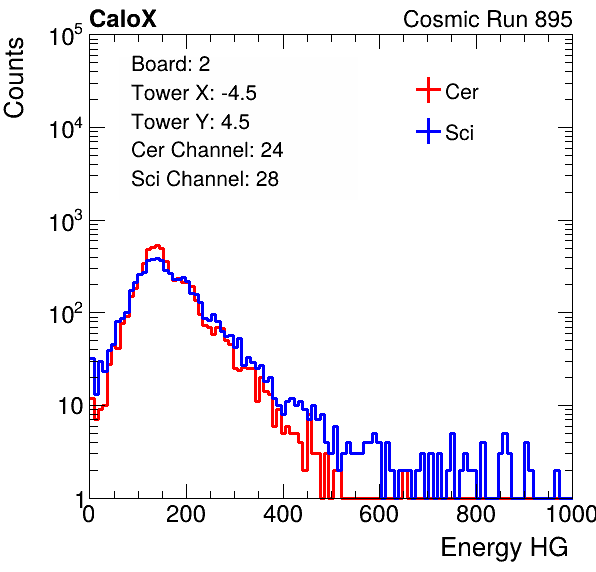 CaloX Cosmic Run 895
Counts
10^5
10^4
10^3
10^2
10
1
Board: 2
Tower X: -4.5
Tower Y: 4.5
Cer Channel: 24
Sci Channel: 28
Cer
Sci
0 200 400 600 800 1000
Energy HG